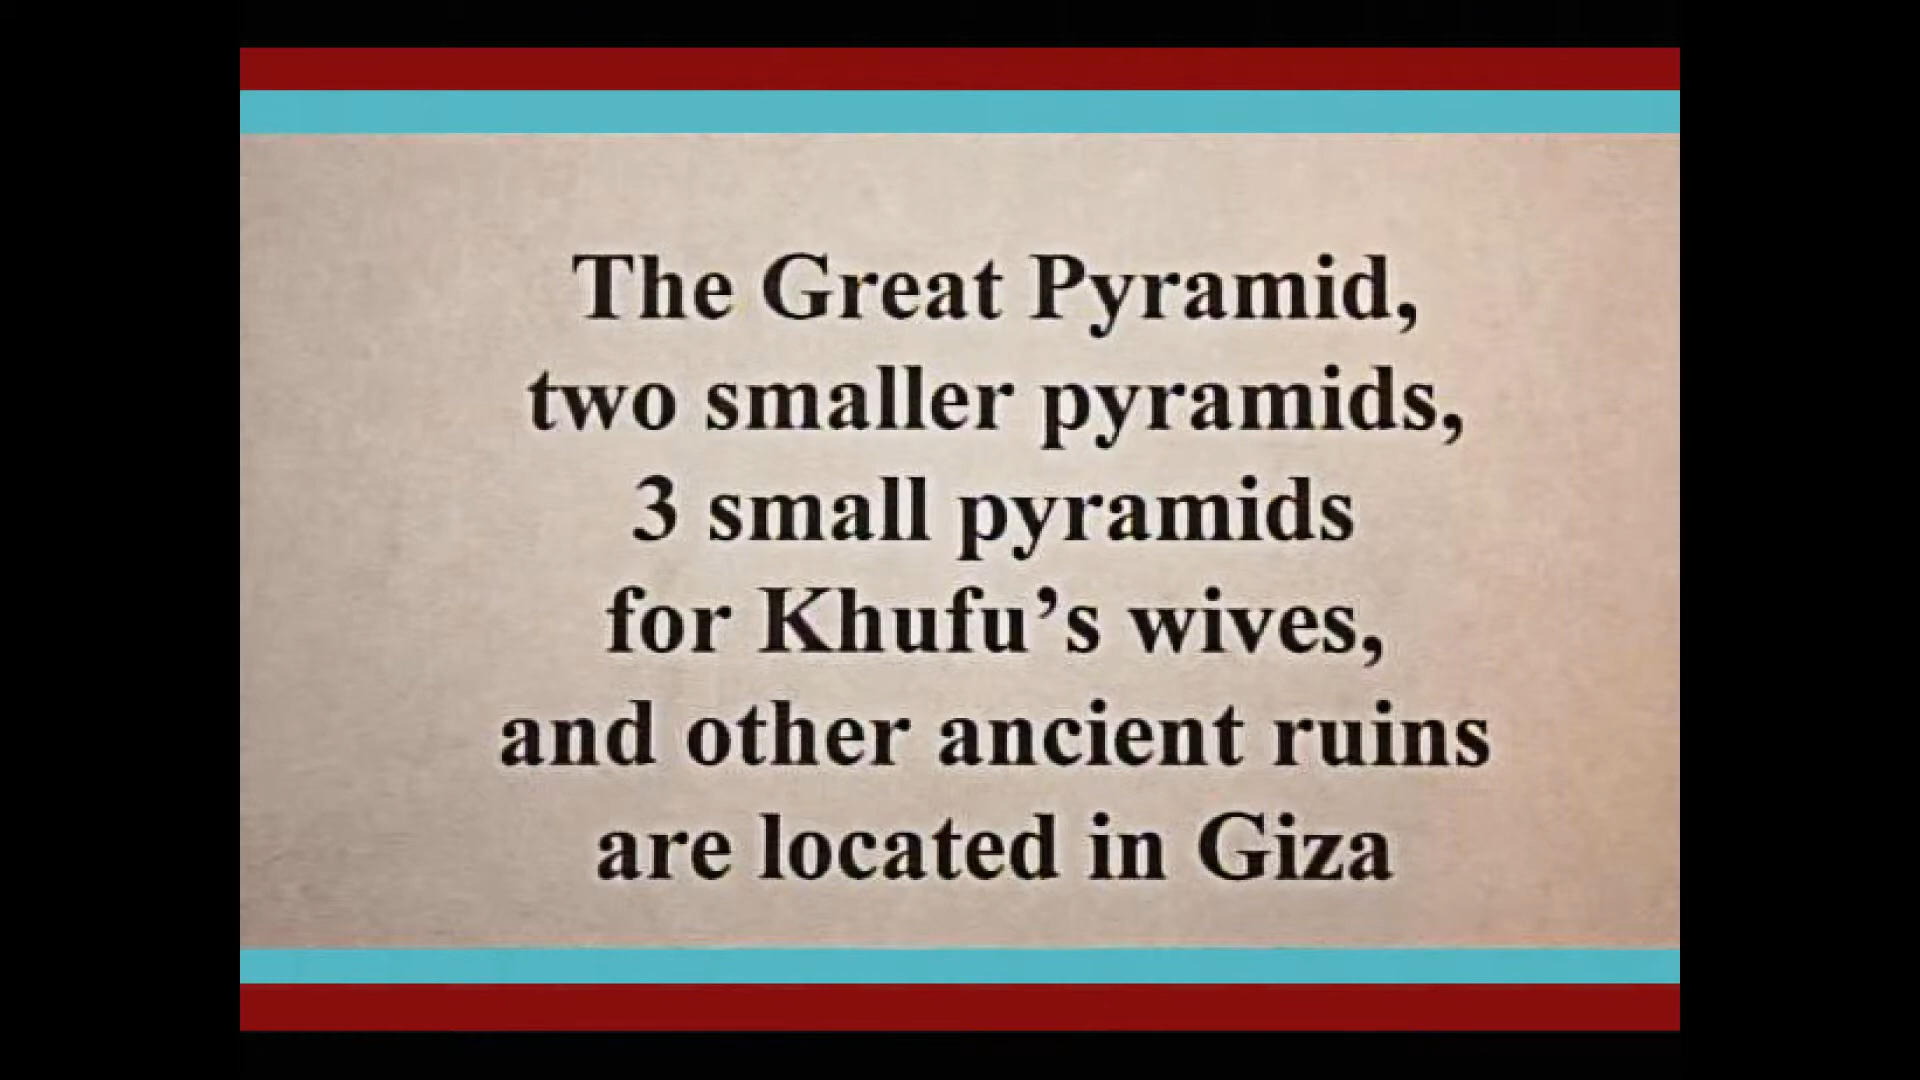 The Great Pyramid,
two smaller pyramids,
3 small pyramids
for Khufu’s wives,
and other ancient ruins
are located in Giza